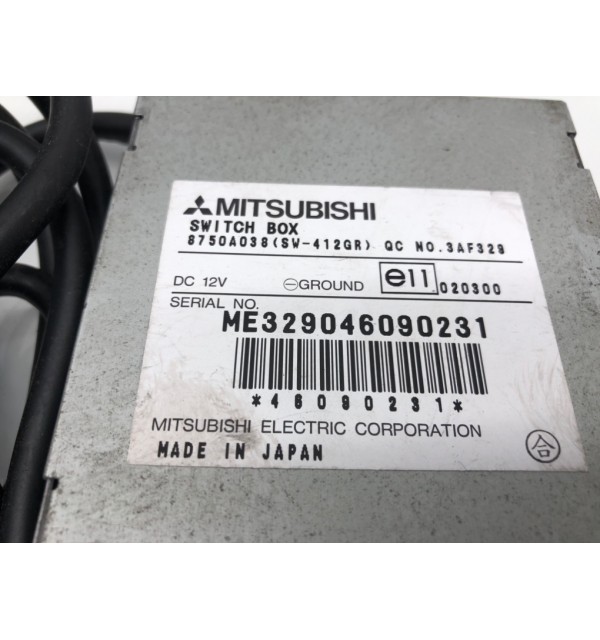 MITSUBISHI
SWITCH BOX
8750A038(SW-412GR) QC NO.3AF329
DC 12V ⊖GROUND e11 020300
SERIAL NO.
ME329046090231
*46090231*
MITSUBISHI ELECTRIC CORPORATION
MADE IN JAPAN
合